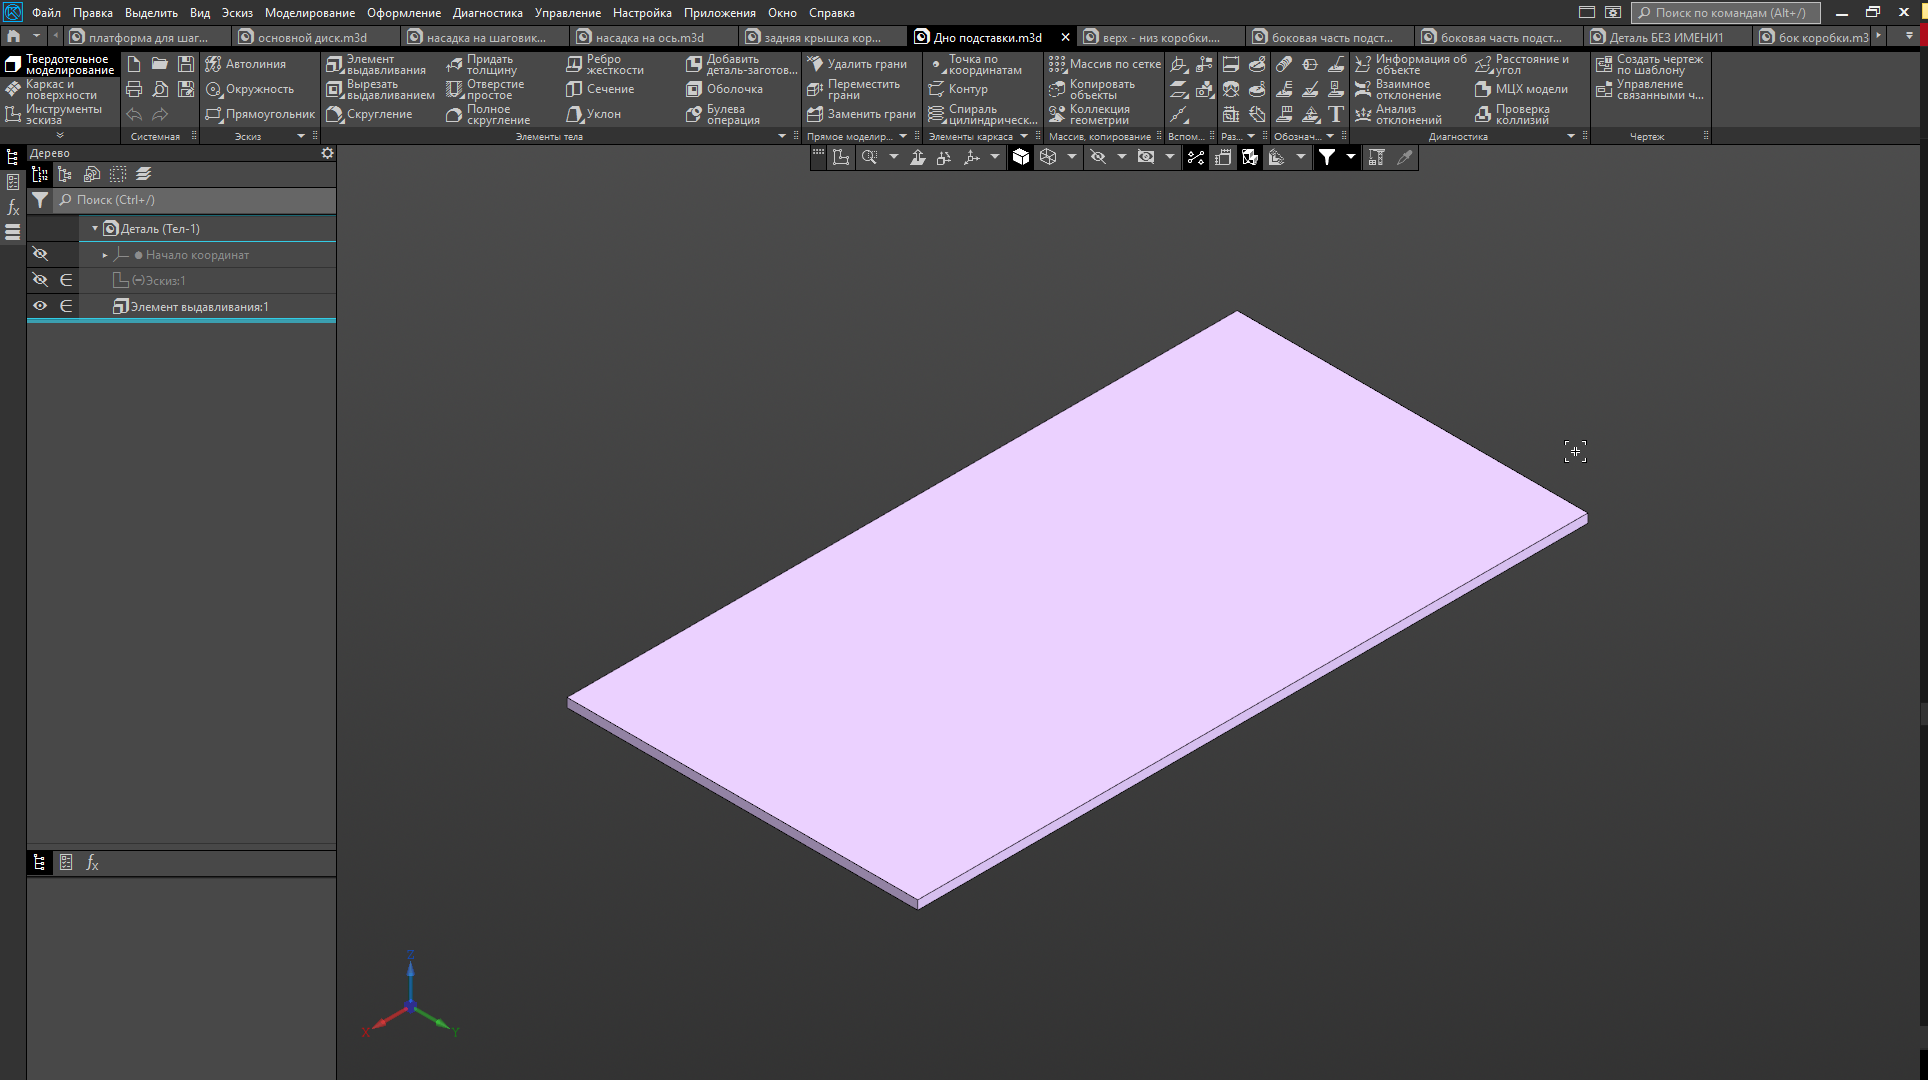 Файл Правка Выделить Вид Эскиз Моделирование Оформление Диагностика Управление Настройка Приложения Окно Справка
Поиск по командам (Alt+/)
платформа для шаг... основной диск.m3d насадка на шаговик... насадка на ось.m3d задняя крышка кор... Дно подставки.m3d верх - низ коробки.... боковая часть подст... боковая часть подст... Деталь БЕЗ ИМЕНИ1 бок коробки.m3
Твердотельное моделирование
Каркас и поверхности
Инструменты эскиза
Системная
Автолиния
Окружность
Прямоугольник
Эскиз
Элемент выдавливания
Вырезать выдавливанием
Скругление
Придать толщину
Отверстие простое
Полное скругление
Ребро жесткости
Сечение
Уклон
Добавить деталь-заготов...
Оболочка
Булева операция
Элементы тела
Удалить грани
Переместить грани
Заменить грани
Прямое моделир...
Точка по координатам
Контур
Спираль цилиндрическ...
Элементы каркаса
Массив по сетке
Копировать объекты
Коллекция геометрии
Массив, копирование
Вспом...
Раз...
Обознач...
Информация об объекте
Взаимное отклонение
Анализ отклонений
Расстояние и угол
МЦХ модели
Проверка коллизий
Диагностика
Создать чертеж по шаблону
Управление связанными ч...
Чертеж
Дерево
Поиск (Ctrl+/)
Деталь (Тел-1)
Начало координат
(-)Эскиз:1
Элемент выдавливания:1
Z
X
Y